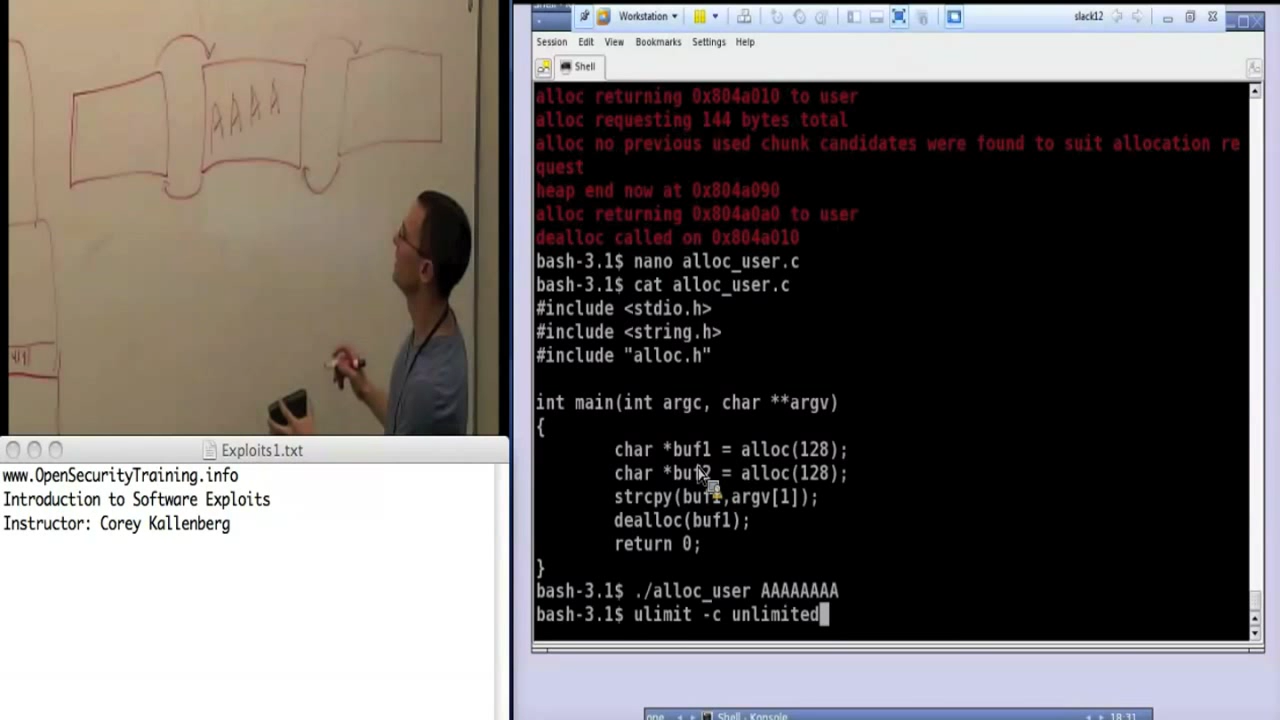 A A A A
www.OpenSecurityTraining.info
Introduction to Software Exploits
Instructor: Corey Kallenberg
Exploits1.txt
Workstation
slack12
Session Edit View Bookmarks Settings Help
Shell
alloc returning 0x804a010 to user
alloc requesting 144 bytes total
alloc no previous used chunk candidates were found to suit allocation re
quest
heap end now at 0x804a090
alloc returning 0x804a0a0 to user
dealloc called on 0x804a010
bash-3.1$ nano alloc_user.c
bash-3.1$ cat alloc_user.c
#include <stdio.h>
#include <string.h>
#include "alloc.h"
int main(int argc, char **argv)
{
char *buf1 = alloc(128);
char *buf2 = alloc(128);
strcpy(buf1,argv[1]);
dealloc(buf1);
return 0;
}
bash-3.1$ ./alloc_user AAAAAAAA
bash-3.1$ ulimit -c unlimited
Shell - Konsole
18:31